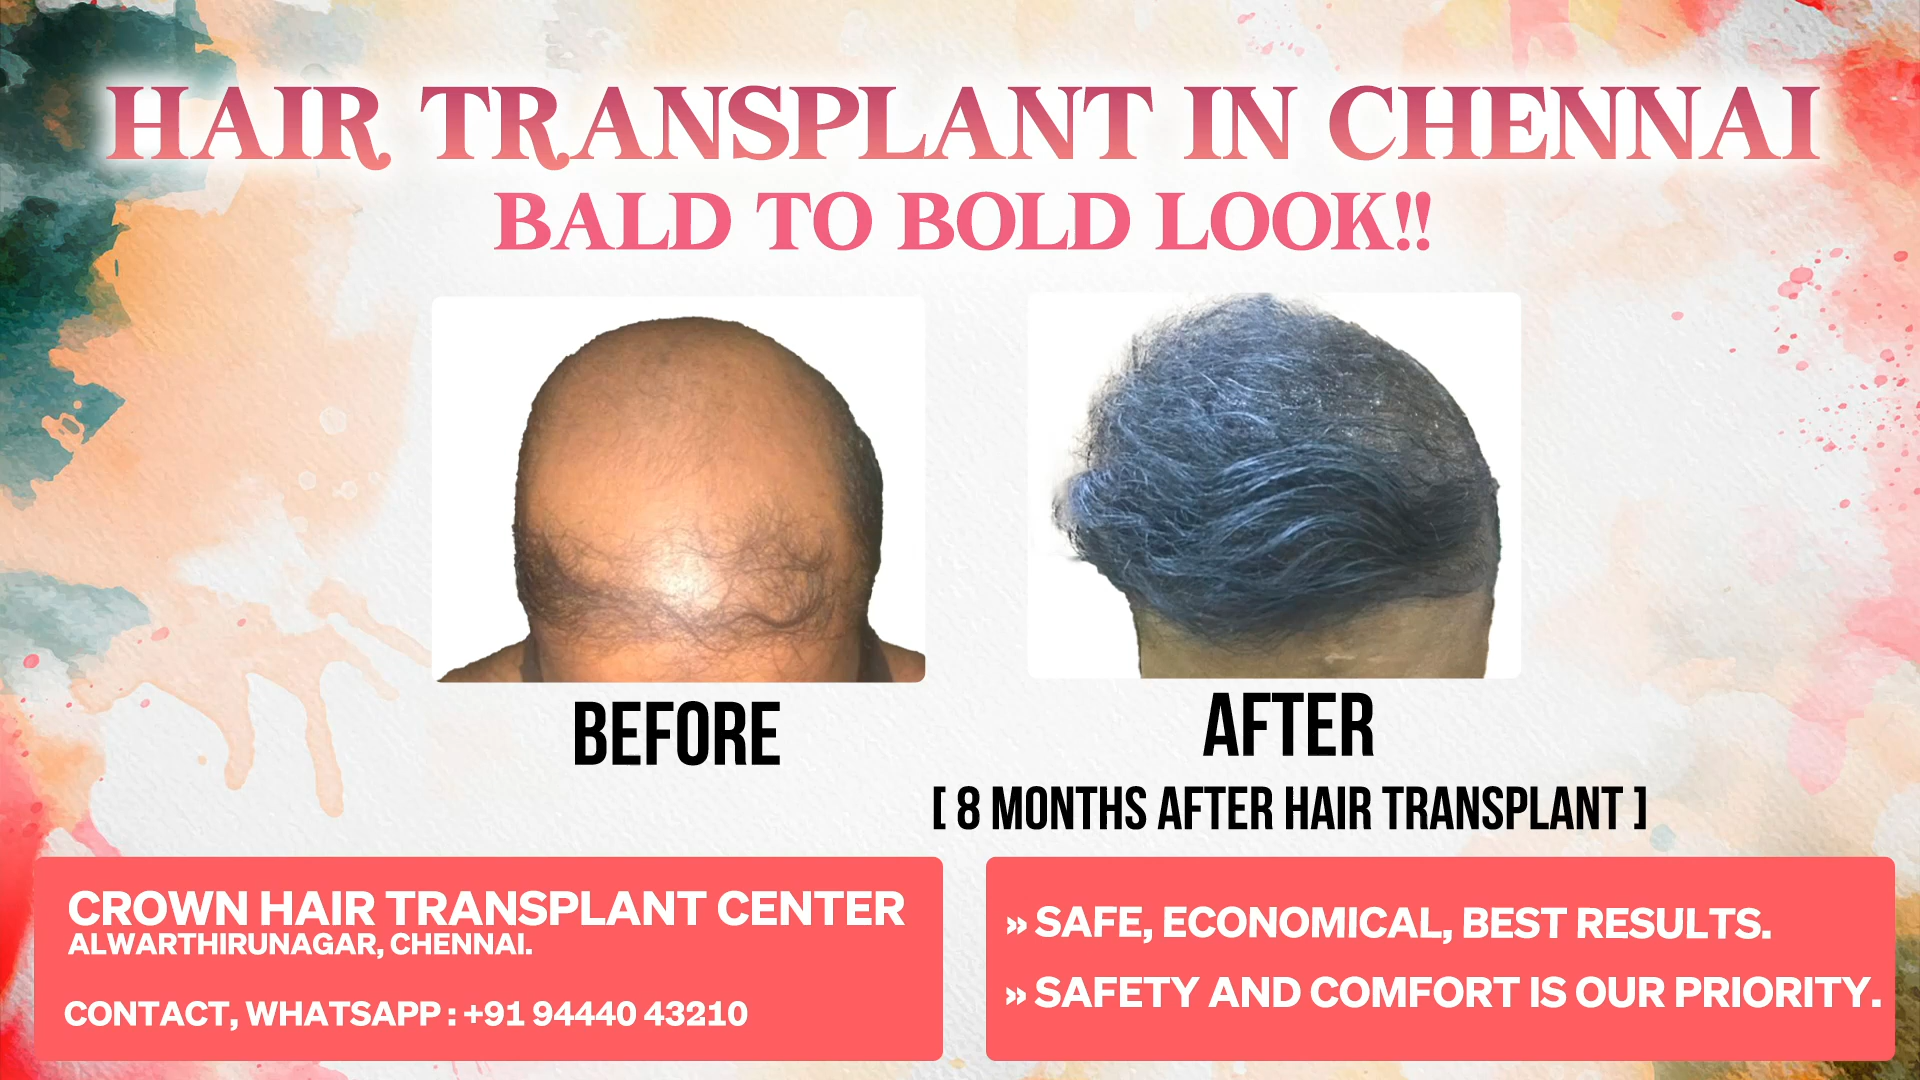 HAIR TRANSPLANT IN CHENNAI
BALD TO BOLD LOOK!!
BEFORE
AFTER
[ 8 MONTHS AFTER HAIR TRANSPLANT ]
CROWN HAIR TRANSPLANT CENTER
ALWARTHIRUNAGAR, CHENNAI.
CONTACT, WHATSAPP : +91 94440 43210
» SAFE, ECONOMICAL, BEST RESULTS.
» SAFETY AND COMFORT IS OUR PRIORITY.